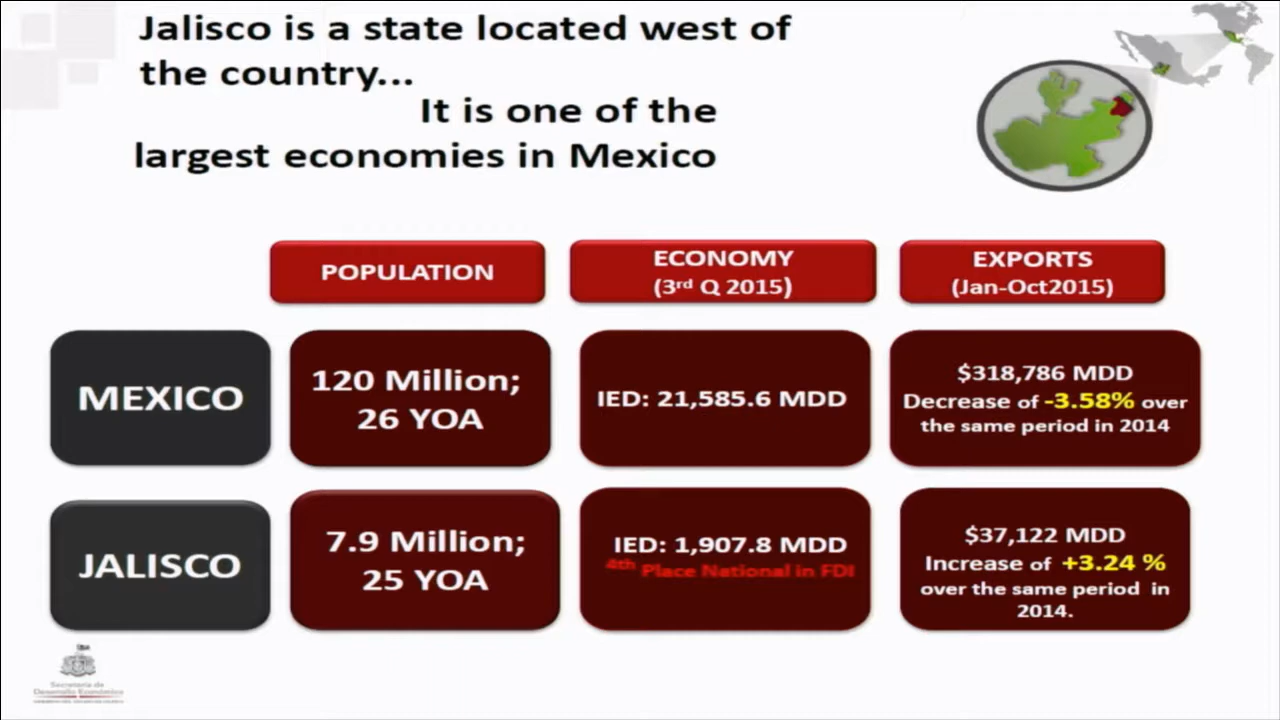 Jalisco is a state located west of
the country...
It is one of the
largest economies in Mexico
POPULATION
ECONOMY
(3rd Q 2015)
EXPORTS
(Jan-Oct2015)
MEXICO
120 Million;
26 YOA
IED: 21,585.6 MDD
$318,786 MDD
Decrease of -3.58% over
the same period in 2014
JALISCO
7.9 Million;
25 YOA
IED: 1,907.8 MDD
4th Place National in FDI
$37,122 MDD
Increase of +3.24 %
over the same period in
2014.
Secretaría de
Desarrollo Económico